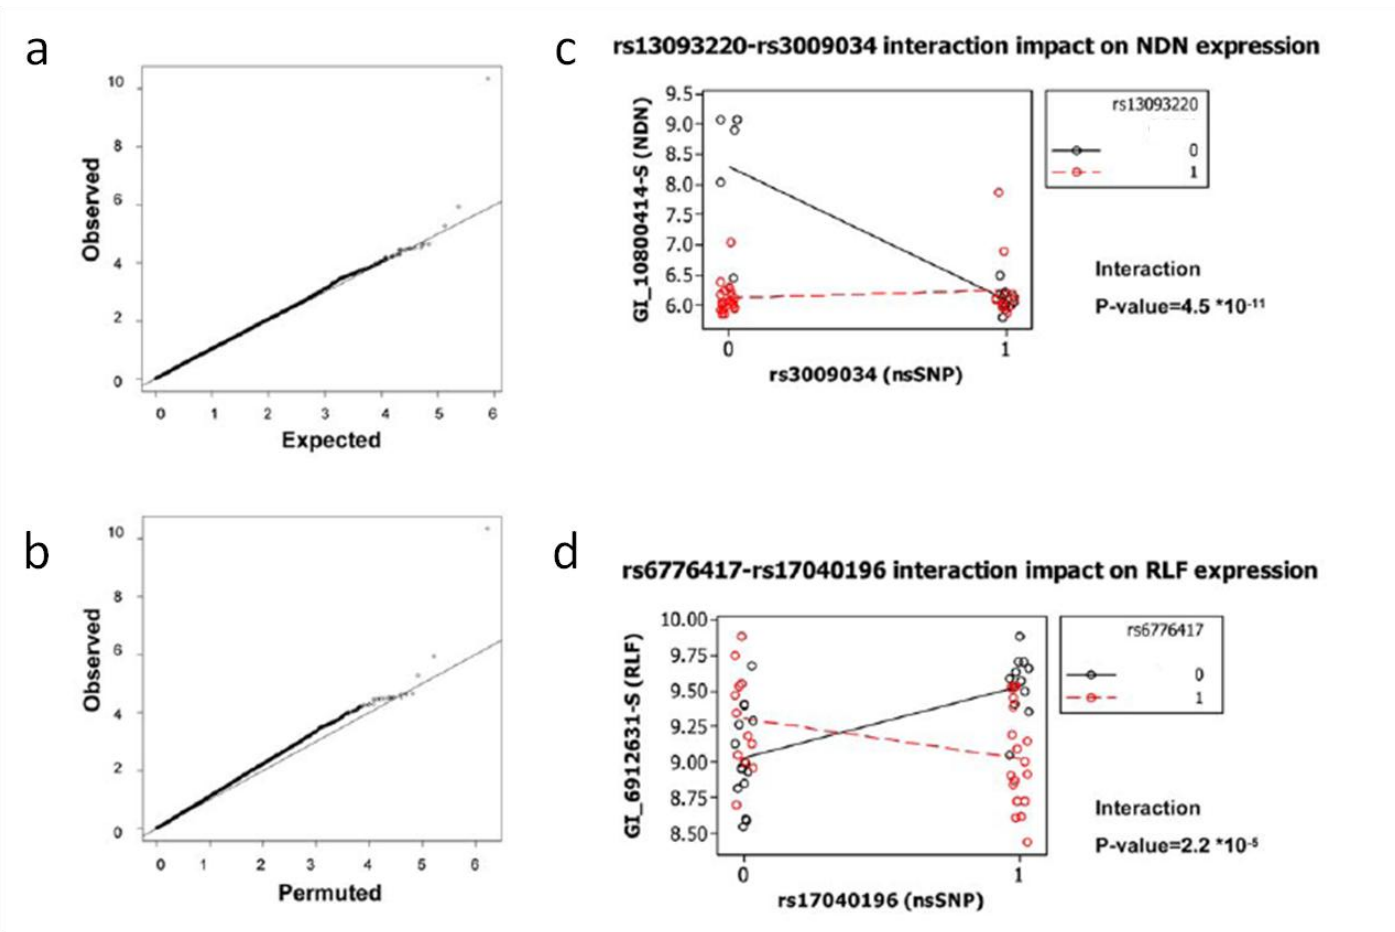 a
10
8
6
4
2
0
Observed
0 1 2 3 4 5 6
Expected
b
10
8
6
4
2
0
Observed
0 1 2 3 4 5 6
Permuted
c
rs13093220-rs3009034 interaction impact on NDN expression
GI_10800414-S (NDN)
9.5
9.0
8.5
8.0
7.5
7.0
6.5
6.0
0 1
rs3009034 (nsSNP)
rs13093220
0
1
Interaction
P-value=4.5 *10-11
d
rs6776417-rs17040196 interaction impact on RLF expression
GI_6912631-S (RLF)
10.00
9.75
9.50
9.25
9.00
8.75
8.50
0 1
rs17040196 (nsSNP)
rs6776417
0
1
Interaction
P-value=2.2 *10-5